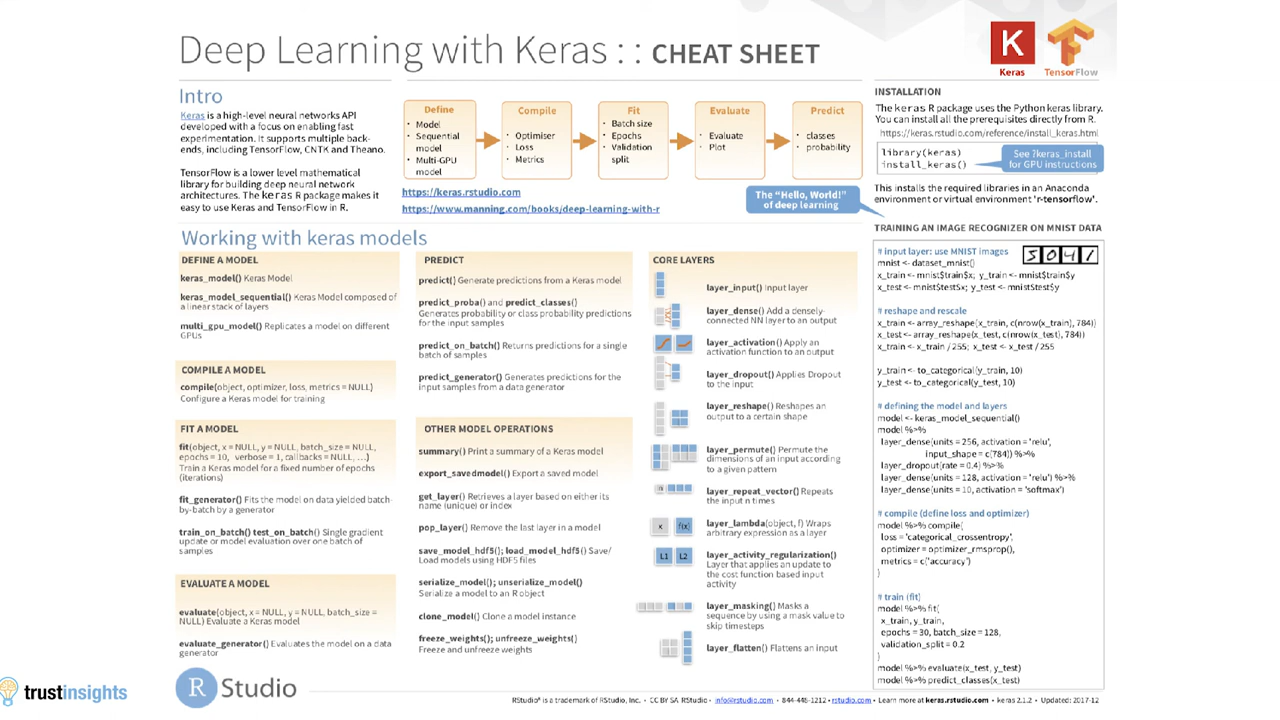 Deep Learning with Keras : : CHEAT SHEET
Keras
TensorFlow
Intro
Keras is a high-level neural networks API
developed with a focus on enabling fast
experimentation. It supports multiple back-
ends, including TensorFlow, CNTK and Theano.
TensorFlow is a lower level mathematical
library for building deep neural network
architectures. The keras R package makes it
easy to use Keras and TensorFlow in R.
Define
• Model
• Sequential
model
• Multi-GPU
model
Compile
• Optimiser
• Loss
• Metrics
Fit
• Batch size
• Epochs
• Validation
split
Evaluate
• Evaluate
• Plot
Predict
• classes
• probability
https://keras.rstudio.com
https://www.manning.com/books/deep-learning-with-r
The "Hello, World!"
of deep learning
INSTALLATION
The keras R package uses the Python keras library.
You can install all the prerequisites directly from R.
https://keras.rstudio.com/reference/install_keras.html
library(keras)
install_keras()
See ?keras_install
for GPU instructions
This installs the required libraries in an Anaconda
environment or virtual environment 'r-tensorflow'.
Working with keras models
DEFINE A MODEL
keras_model() Keras Model
keras_model_sequential() Keras Model composed of
a linear stack of layers
multi_gpu_model() Replicates a model on different
GPUs
COMPILE A MODEL
compile(object, optimizer, loss, metrics = NULL)
Configure a Keras model for training
FIT A MODEL
fit(object, x = NULL, y = NULL, batch_size = NULL,
epochs = 10, verbose = 1, callbacks = NULL, …)
Train a Keras model for a fixed number of epochs
(iterations)
fit_generator() Fits the model on data yielded batch-
by-batch by a generator
train_on_batch() test_on_batch() Single gradient
update or model evaluation over one batch of
samples
EVALUATE A MODEL
evaluate(object, x = NULL, y = NULL, batch_size =
NULL) Evaluate a Keras model
evaluate_generator() Evaluates the model on a data
generator
PREDICT
predict() Generate predictions from a Keras model
predict_proba() and predict_classes()
Generates probability or class probability predictions
for the input samples
predict_on_batch() Returns predictions for a single
batch of samples
predict_generator() Generates predictions for the
input samples from a data generator
OTHER MODEL OPERATIONS
summary() Print a summary of a Keras model
export_savedmodel() Export a saved model
get_layer() Retrieves a layer based on either its
name (unique) or index
pop_layer() Remove the last layer in a model
save_model_hdf5(); load_model_hdf5() Save/
Load models using HDF5 files
serialize_model(); unserialize_model()
Serialize a model to an R object
clone_model() Clone a model instance
freeze_weights(); unfreeze_weights()
Freeze and unfreeze weights
CORE LAYERS
layer_input() Input layer
layer_dense() Add a densely-
connected NN layer to an output
layer_activation() Apply an
activation function to an output
layer_dropout() Applies Dropout
to the input
layer_reshape() Reshapes an
output to a certain shape
layer_permute() Permute the
dimensions of an input according
to a given pattern
layer_repeat_vector() Repeats
the input n times
x f(x)
layer_lambda(object, f) Wraps
arbitrary expression as a layer
L1 L2
layer_activity_regularization()
Layer that applies an update to
the cost function based input
activity
layer_masking() Masks a
sequence by using a mask value to
skip timesteps
layer_flatten() Flattens an input
TRAINING AN IMAGE RECOGNIZER ON MNIST DATA
5 0 4 1
# input layer: use MNIST images
mnist <- dataset_mnist()
x_train <- mnist$train$x; y_train <- mnist$train$y
x_test <- mnist$test$x; y_test <- mnist$test$y
# reshape and rescale
x_train <- array_reshape(x_train, c(nrow(x_train), 784))
x_test <- array_reshape(x_test, c(nrow(x_test), 784))
x_train <- x_train / 255; x_test <- x_test / 255
y_train <- to_categorical(y_train, 10)
y_test <- to_categorical(y_test, 10)
# defining the model and layers
model <- keras_model_sequential()
model %>%
layer_dense(units = 256, activation = 'relu',
input_shape = c(784)) %>%
layer_dropout(rate = 0.4) %>%
layer_dense(units = 128, activation = 'relu') %>%
layer_dense(units = 10, activation = 'softmax')
# compile (define loss and optimizer)
model %>% compile(
loss = 'categorical_crossentropy',
optimizer = optimizer_rmsprop(),
metrics = c('accuracy')
)
# train (fit)
model %>% fit(
x_train, y_train,
epochs = 30, batch_size = 128,
validation_split = 0.2
)
model %>% evaluate(x_test, y_test)
model %>% predict_classes(x_test)
trustinsights
R Studio
RStudio® is a trademark of RStudio, Inc. • CC BY SA RStudio • info@rstudio.com • 844-448-1212 • rstudio.com • Learn more at keras.rstudio.com • keras 2.1.2 • Updated: 2017-12